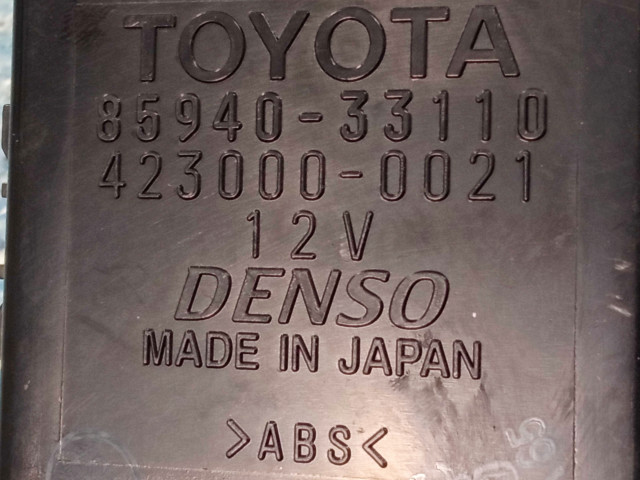 TOYOTA
85940-33110
423000-0021
12V
DENSO
MADE IN JAPAN
>ABS<